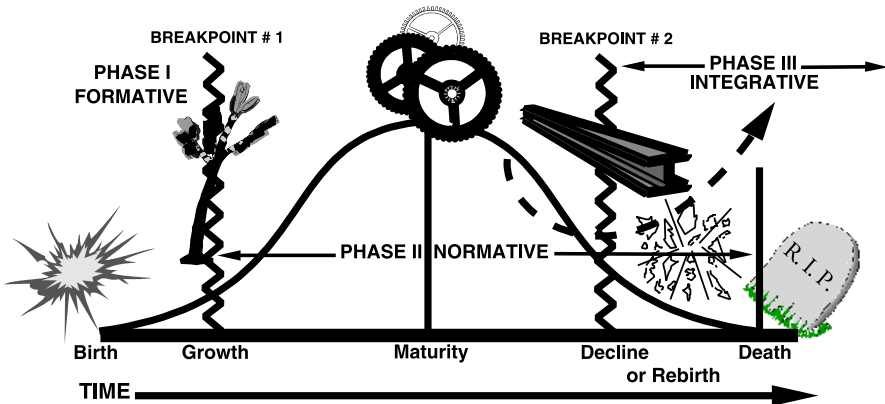 BREAKPOINT # 1
BREAKPOINT # 2
PHASE I
FORMATIVE
PHASE III
INTEGRATIVE
PHASE II NORMATIVE
R.I.P.
Birth
Growth
Maturity
Decline
or Rebirth
Death
TIME